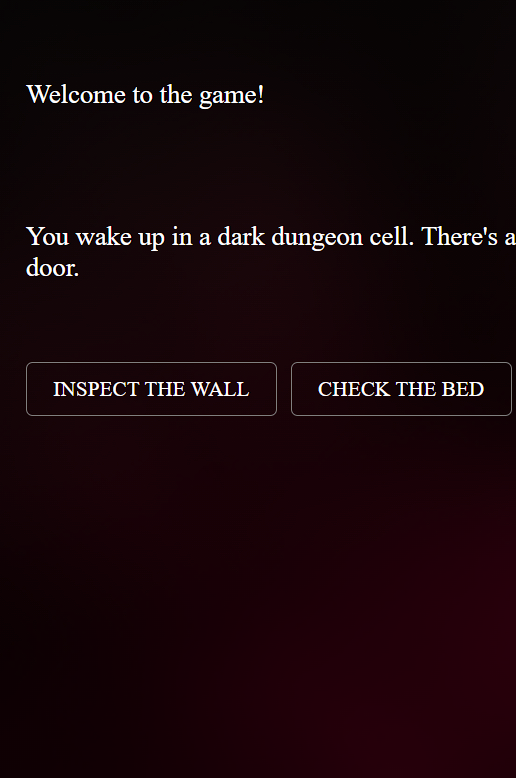 Welcome to the game!
You wake up in a dark dungeon cell. There's a
door.
INSPECT THE WALL
CHECK THE BED